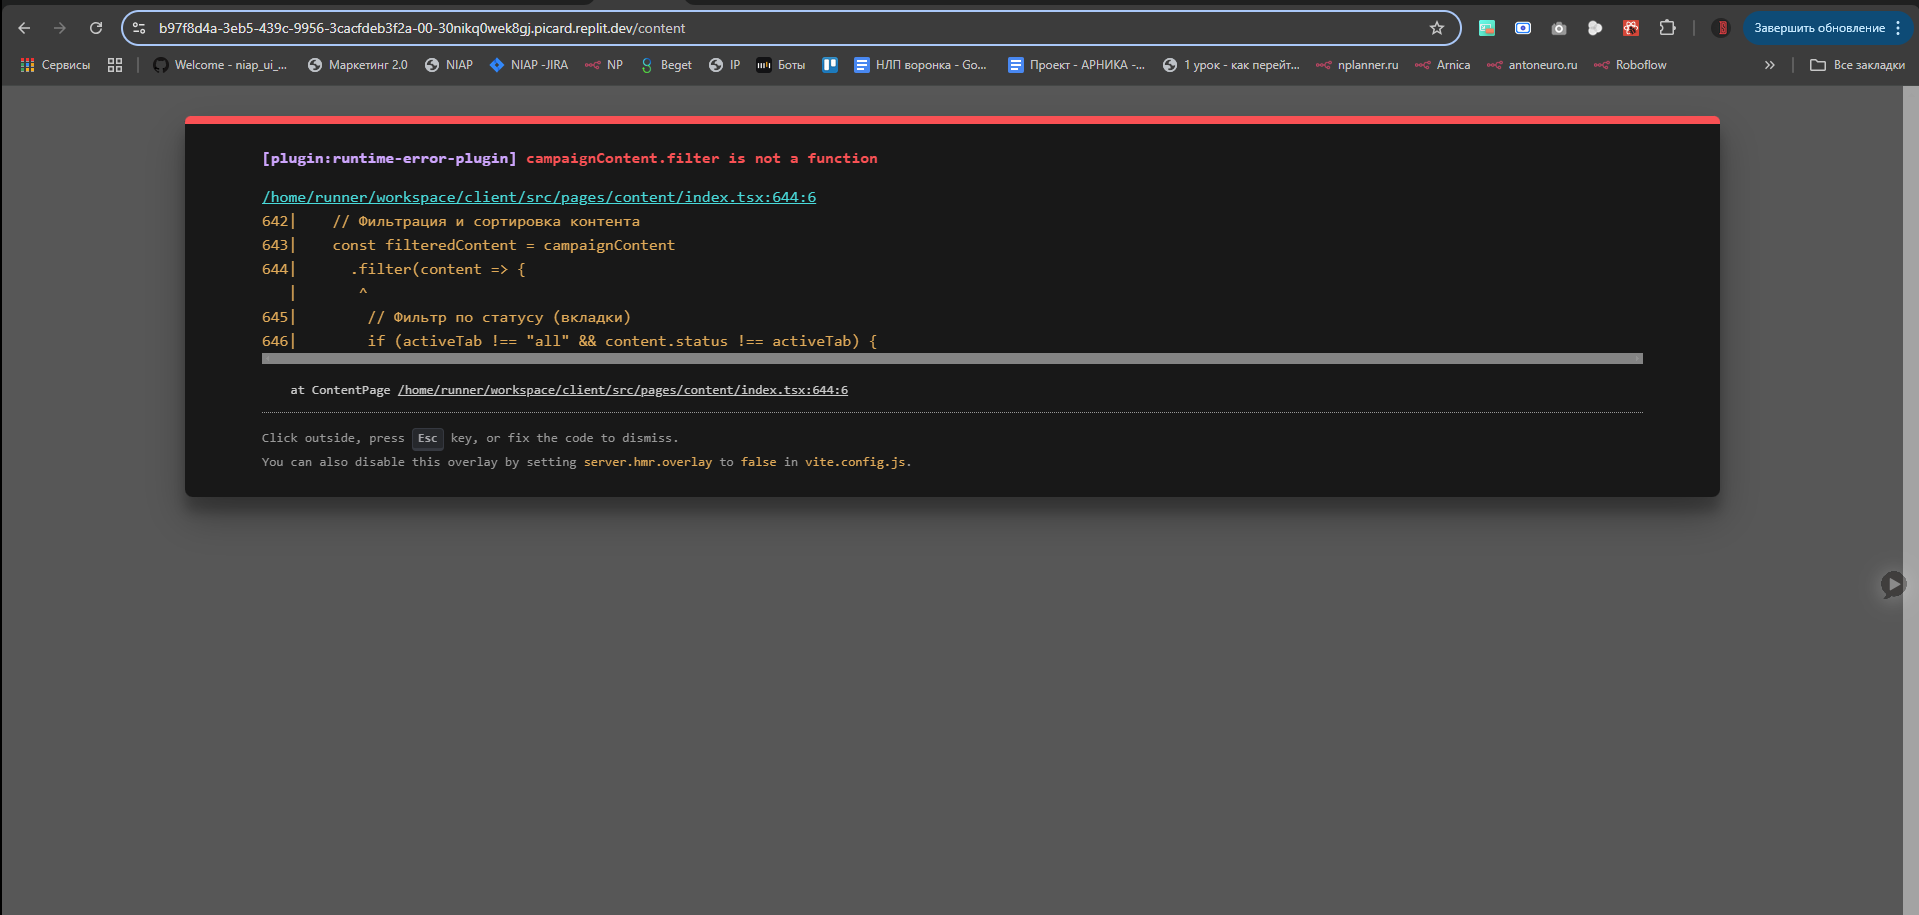 b97f8d4a-3eb5-439c-9956-3cacfdeb3f2a-00-30nikq0wek8gj.picard.replit.dev/content
Завершить обновление
Сервисы Welcome - niap_ui_... Маркетинг 2.0 NIAP NIAP -JIRA NP Beget IP Боты НЛП воронка - Go... Проект - АРНИКА -... 1 урок - как перейт... nplanner.ru Arnica antoneuro.ru Roboflow » Все закладки
[plugin:runtime-error-plugin] campaignContent.filter is not a function
/home/runner/workspace/client/src/pages/content/index.tsx:644:6
642|    // Фильтрация и сортировка контента
643|    const filteredContent = campaignContent
644|      .filter(content => {
   |       ^
645|        // Фильтр по статусу (вкладки)
646|        if (activeTab !== "all" && content.status !== activeTab) {
at ContentPage /home/runner/workspace/client/src/pages/content/index.tsx:644:6
Click outside, press Esc key, or fix the code to dismiss.
You can also disable this overlay by setting server.hmr.overlay to false in vite.config.js.